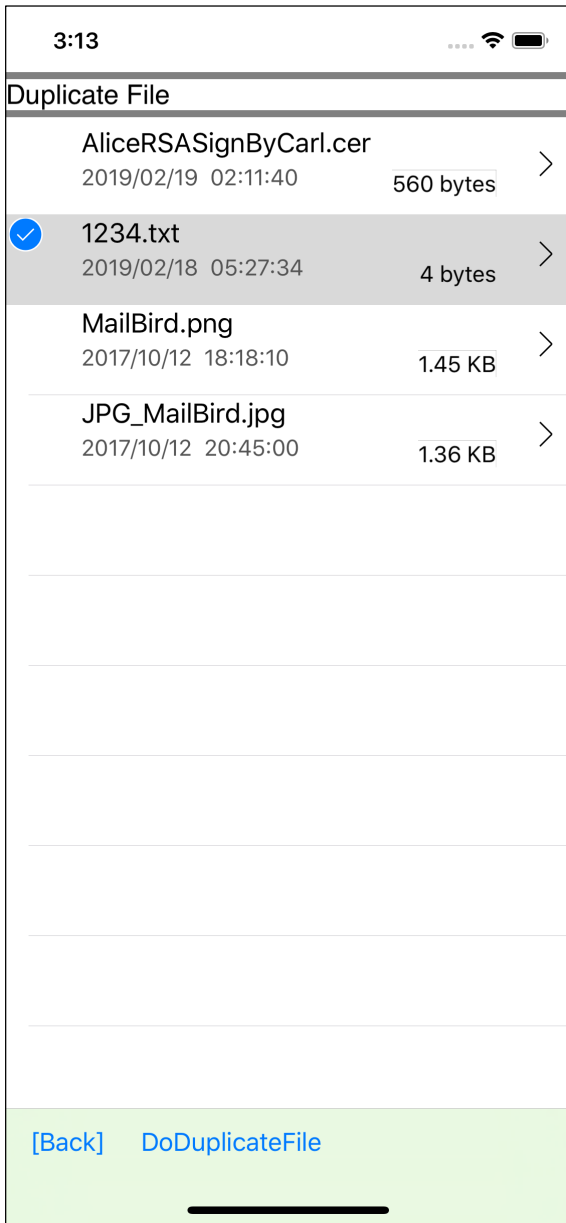 3:13
Duplicate File
AliceRSASignByCarl.cer
2019/02/19 02:11:40
560 bytes
1234.txt
2019/02/18 05:27:34
4 bytes
MailBird.png
2017/10/12 18:18:10
1.45 KB
JPG_MailBird.jpg
2017/10/12 20:45:00
1.36 KB
[Back] DoDuplicateFile